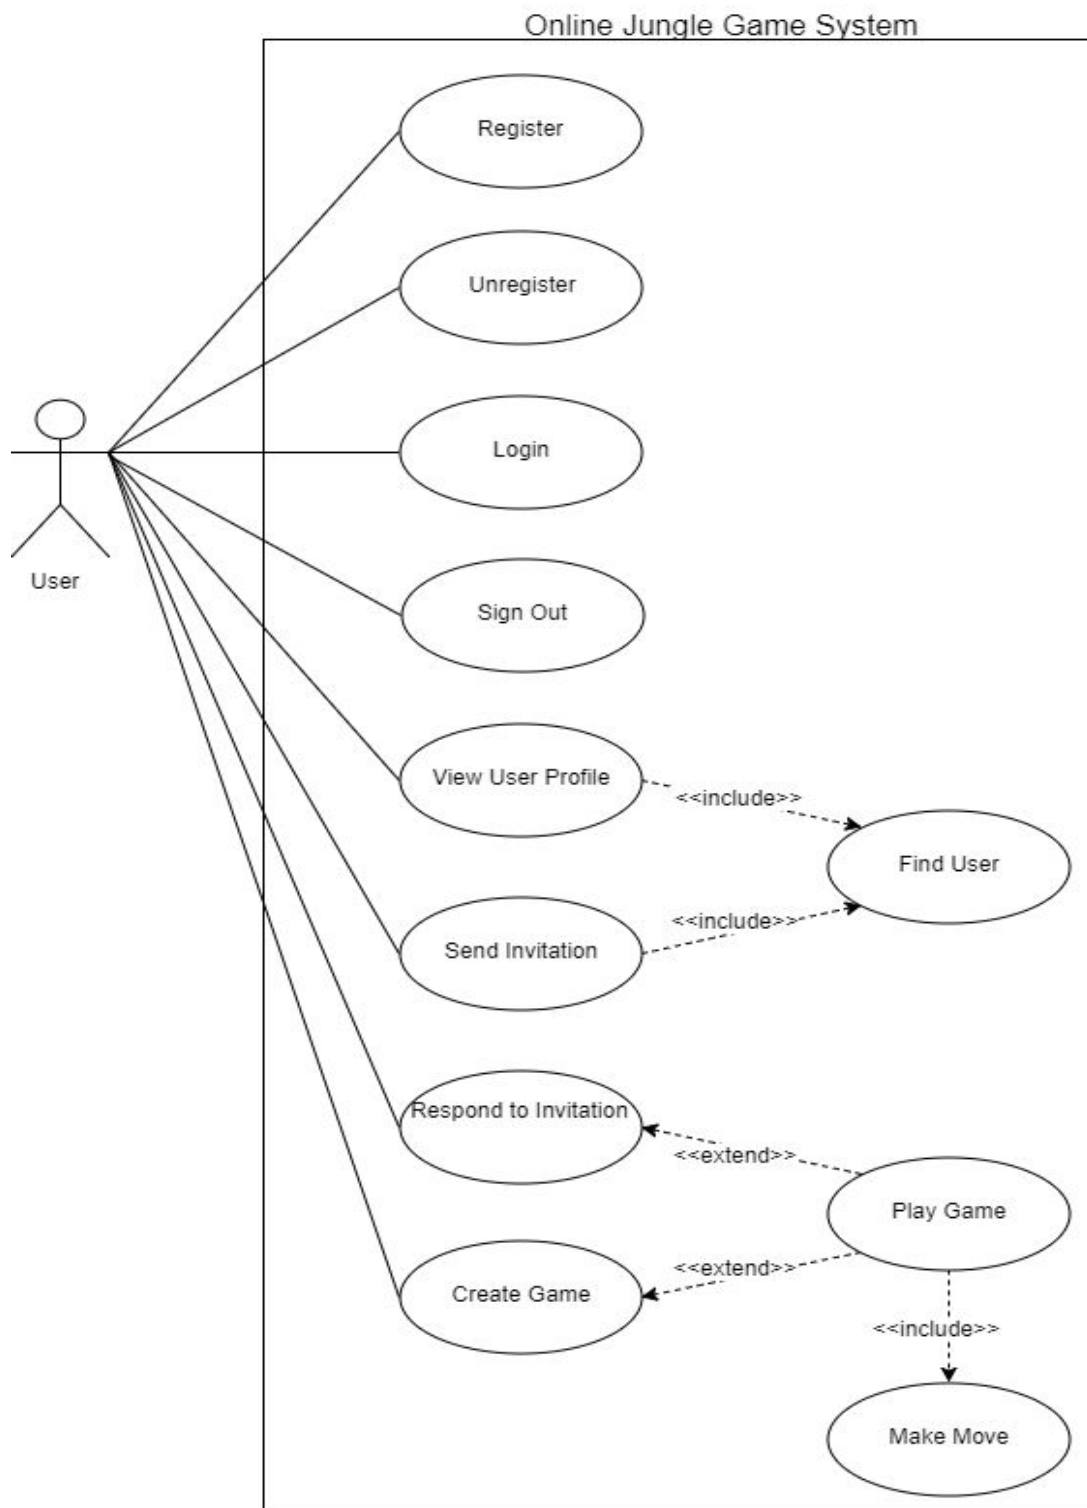 Online Jungle Game System
Register
Unregister
Login
User
Sign Out
View User Profile
<<include>>
Find User
<<include>>
Send Invitation
Respond to Invitation
<<extend>>
Play Game
<<extend>>
Create Game
<<include>>
Make Move